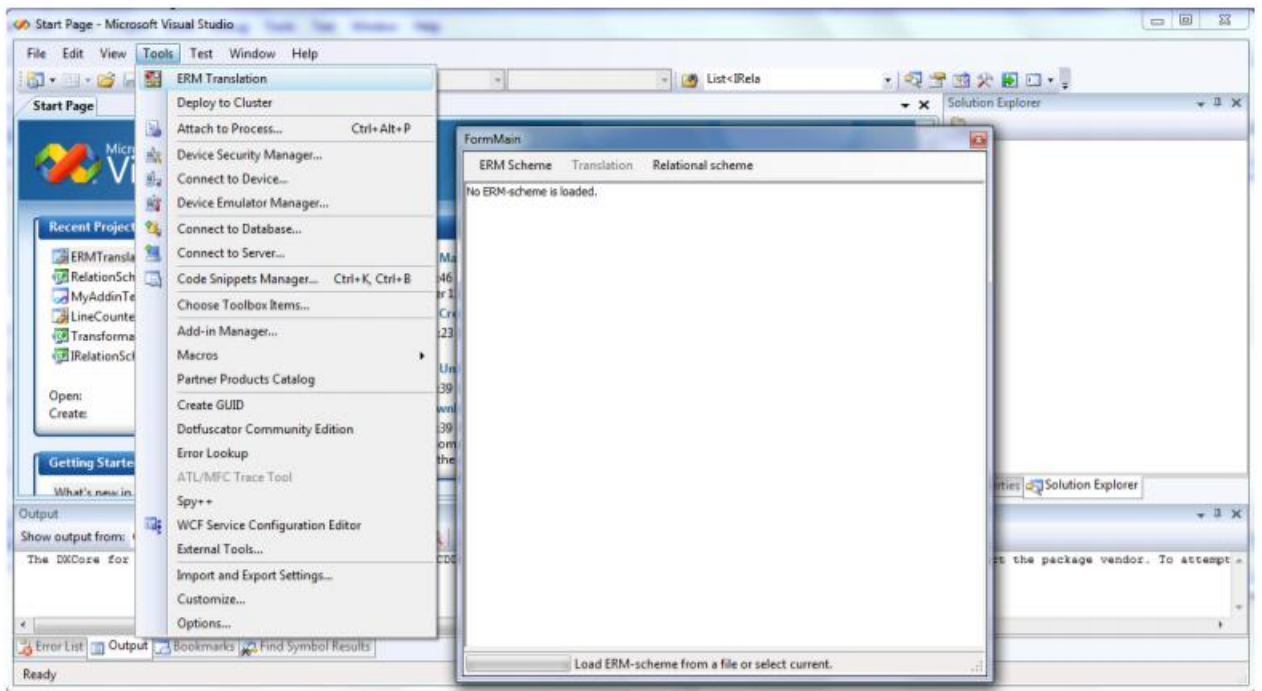 Start Page - Microsoft Visual Studio
File Edit View Tools Test Window Help
List<IRela
Start Page
Solution Explorer
ERM Translation
Deploy to Cluster
Attach to Process... Ctrl+Alt+P
Device Security Manager...
Connect to Device...
Device Emulator Manager...
Connect to Database...
Connect to Server...
Code Snippets Manager... Ctrl+K, Ctrl+B
Choose Toolbox Items...
Add-in Manager...
Macros
Partner Products Catalog
Create GUID
Dotfuscator Community Edition
Error Lookup
ATL/MFC Trace Tool
Spy++
WCF Service Configuration Editor
External Tools...
Import and Export Settings...
Customize...
Options...
Micr
Vi
Recent Project
ERMTransla
RelationSch
MyAddinTe
LineCounte
Transforma
IRelationScl
Open:
Create:
Getting Starte
What's new in
FormMain
ERM Scheme Translation Relational scheme
No ERM-scheme is loaded.
Load ERM-scheme from a file or select current.
erties Solution Explorer
Output
Show output from:
The DXCore for
ct the package vendor. To attempt
Error List Output Bookmarks Find Symbol Results
Ready